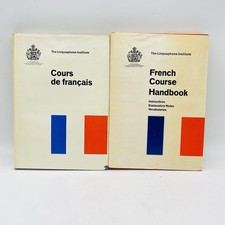 The Linguaphone Institute
Cours
de français
The Linguaphone Institute
French
Course
Handbook
Instructions
Explanatory Notes
Vocabularies